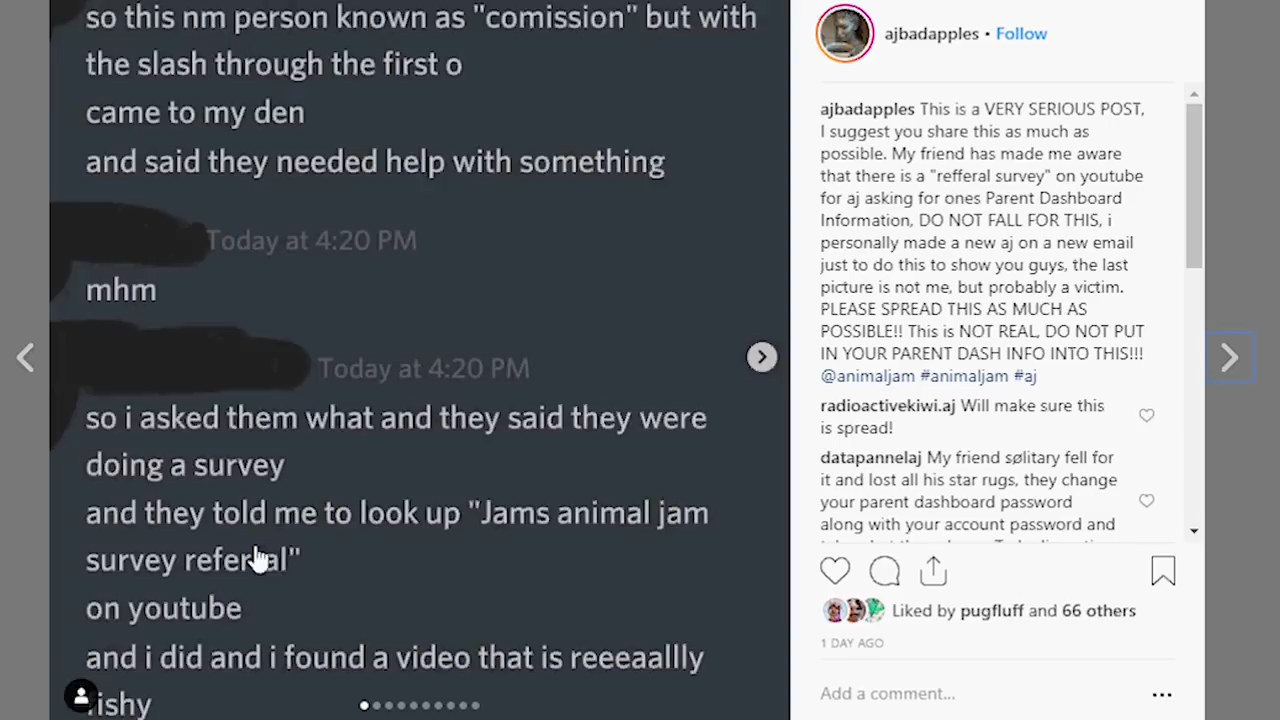 so this nm person known as "comission" but with
the slash through the first o
came to my den
and said they needed help with something
Today at 4:20 PM
mhm
Today at 4:20 PM
so i asked them what and they said they were
doing a survey
and they told me to look up "Jams animal jam
survey referral"
on youtube
and i did and i found a video that is reeeaallly
fishy
ajbadapples • Follow
ajbadapples This is a VERY SERIOUS POST,
I suggest you share this as much as
possible. My friend has made me aware
that there is a "refferal survey" on youtube
for aj asking for ones Parent Dashboard
Information, DO NOT FALL FOR THIS, i
personally made a new aj on a new email
just to do this to show you guys, the last
picture is not me, but probably a victim.
PLEASE SPREAD THIS AS MUCH AS
POSSIBLE!! This is NOT REAL, DO NOT PUT
IN YOUR PARENT DASH INFO INTO THIS!!!
@animaljam #animaljam #aj
radioactivekiwi.aj Will make sure this
is spread!
datapannelaj My friend sølitary fell for
it and lost all his star rugs, they change
your parent dashboard password
along with your account password and
Liked by pugfluff and 66 others
1 DAY AGO
Add a comment...